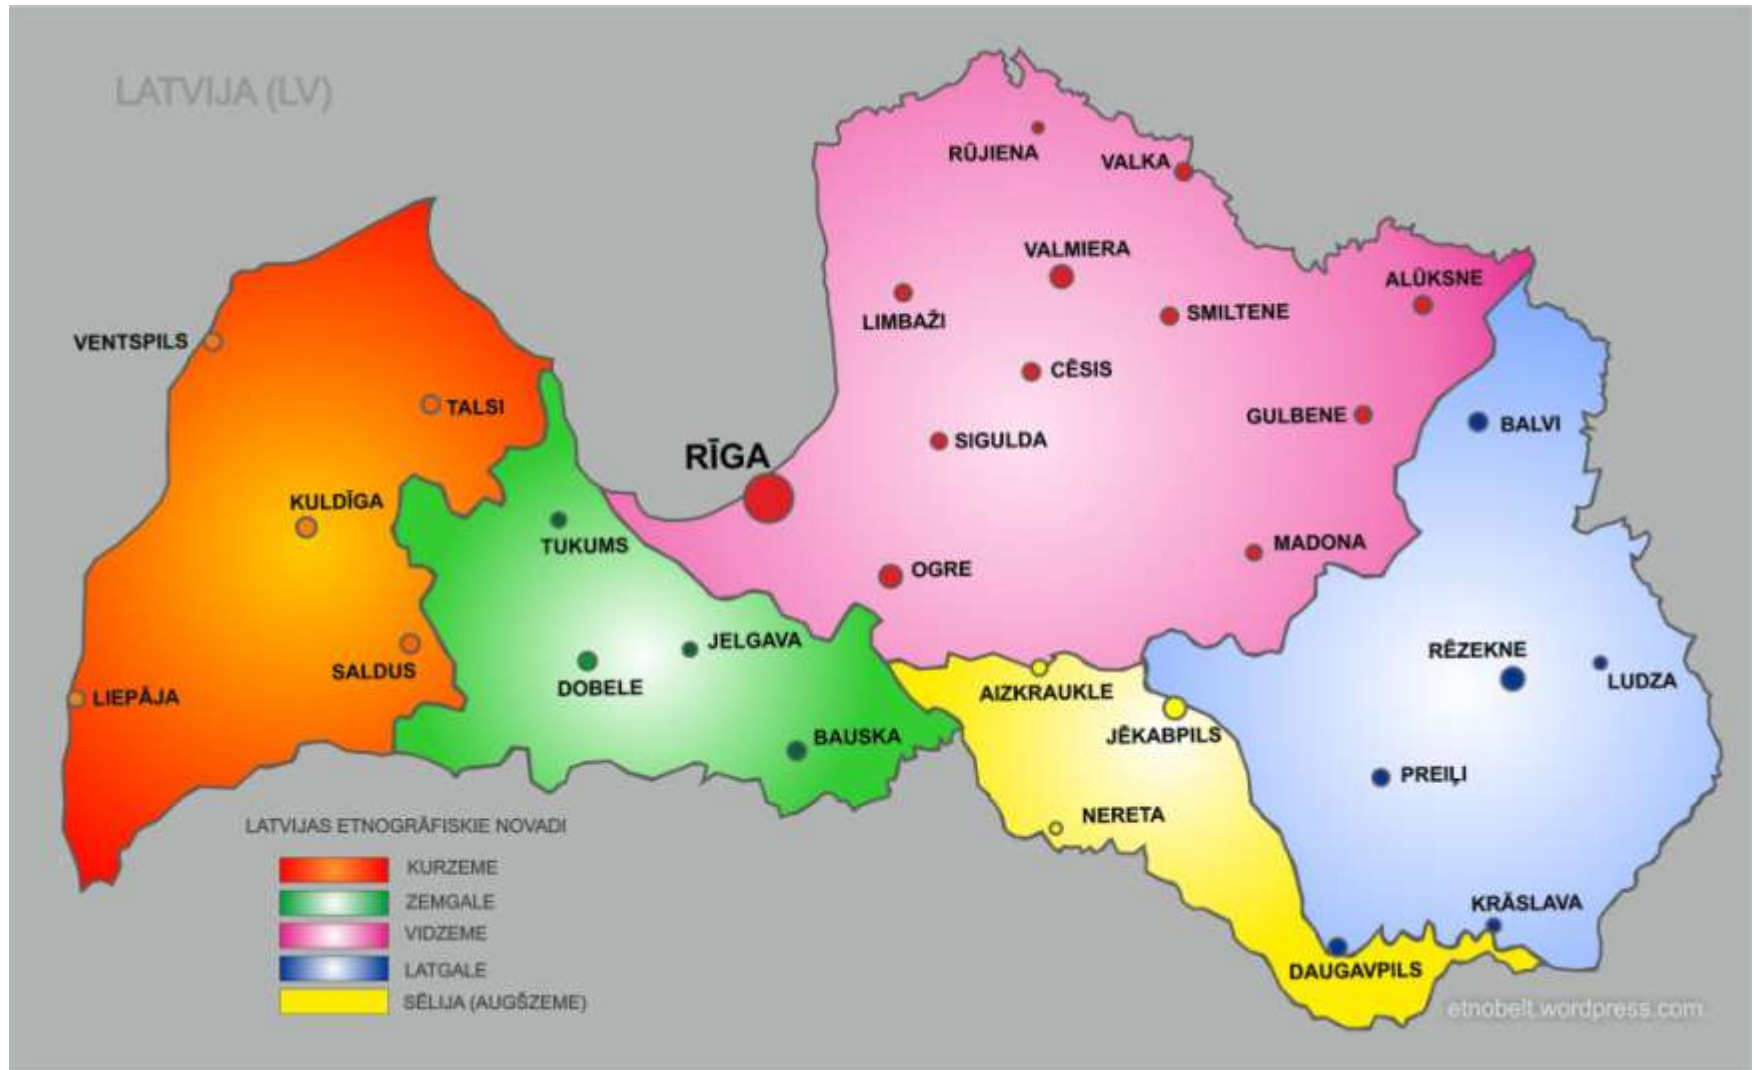 LATVIJA (LV)
RŪJIENA
VALKA
VALMIERA
ALŪKSNE
LIMBAŽI
SMILTENE
VENTSPILS
CĒSIS
TALSI
GULBENE
BALVI
SIGULDA
RĪGA
KULDĪGA
TUKUMS
MADONA
OGRE
JELGAVA
RĒZEKNE
SALDUS
LUDZA
DOBELE
AIZKRAUKLE
LIEPĀJA
BAUSKA
JĒKABPILS
PREIĻI
NERETA
KRĀSLAVA
DAUGAVPILS
LATVIJAS ETNOGRĀFISKIE NOVADI
KURZEME
ZEMGALE
VIDZEME
LATGALE
SĒLIJA (AUGŠZEME)
etnobelt.wordpress.com